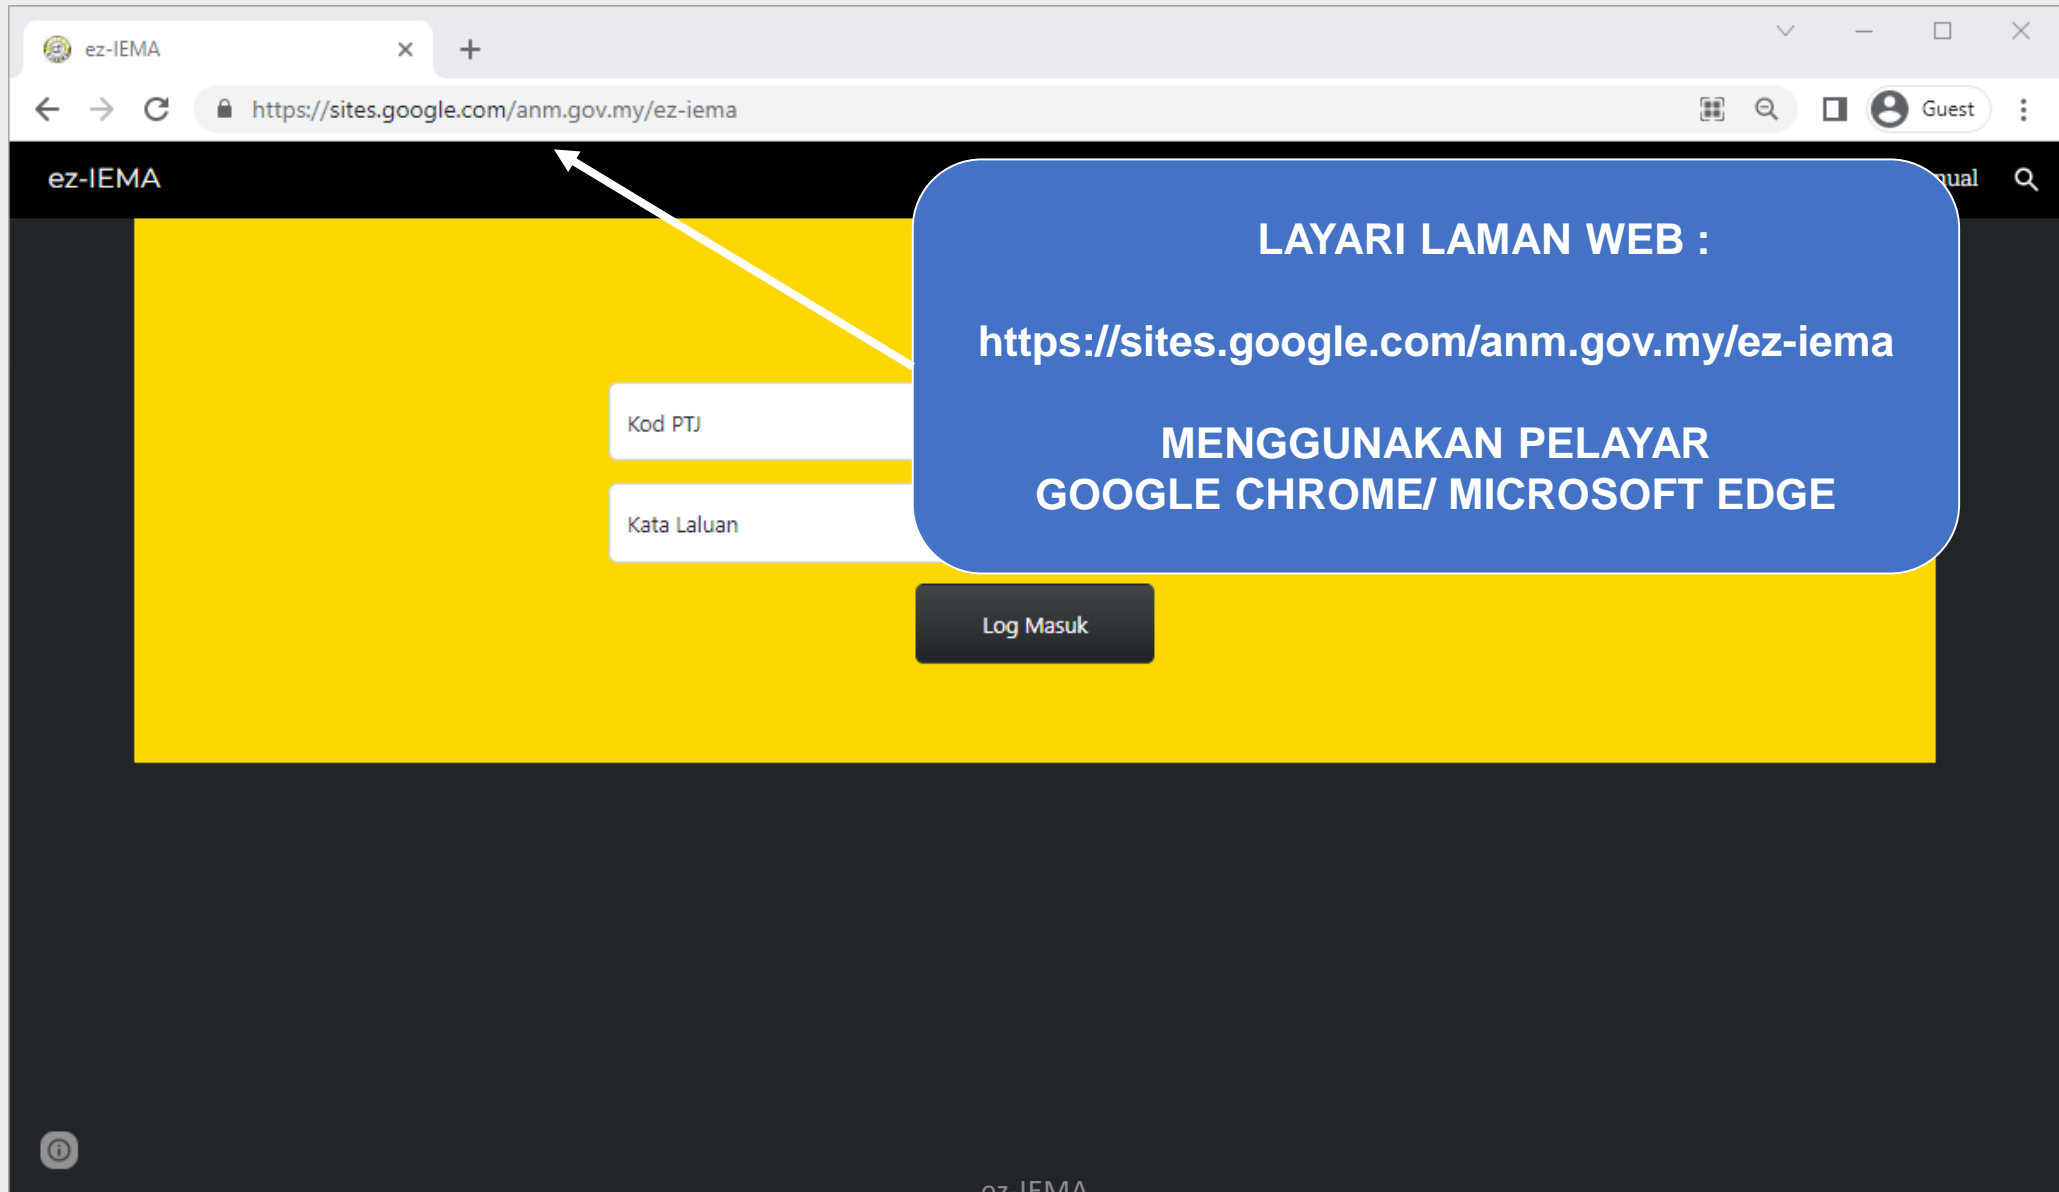 ez-IEMA
https://sites.google.com/anm.gov.my/ez-iema
Guest
ez-IEMA
LAYARI LAMAN WEB :
https://sites.google.com/anm.gov.my/ez-iema
MENGGUNAKAN PELAYAR
GOOGLE CHROME/ MICROSOFT EDGE
Kod PTJ
Kata Laluan
Log Masuk
ez-IEMA